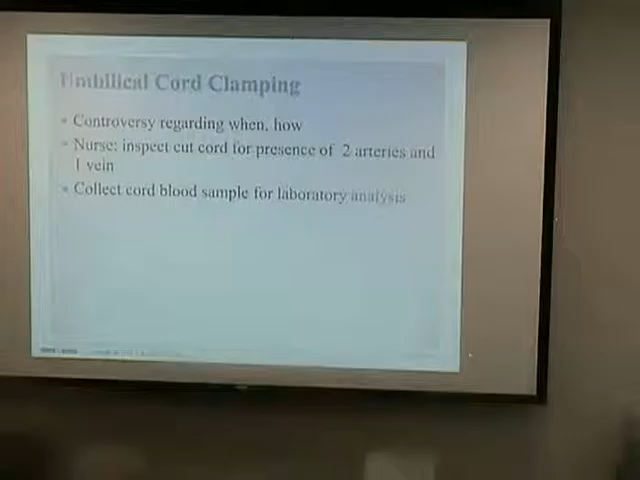 Umbilical Cord Clamping
Controversy regarding when, how
Nurse: inspect cut cord for presence of 2 arteries and
1 vein
Collect cord blood sample for laboratory analysis